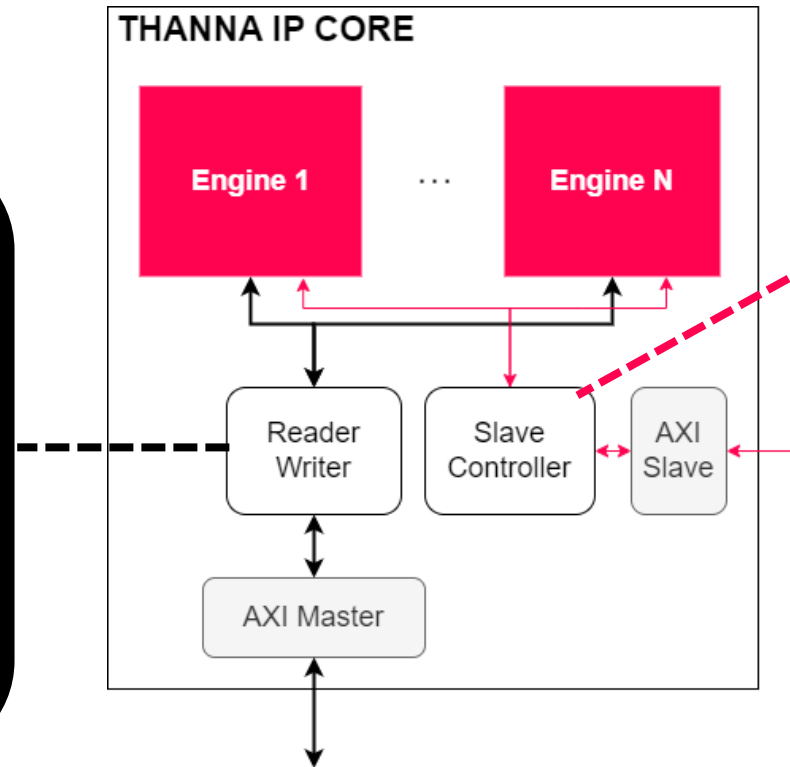 THANNA IP CORE
Engine 1
...
Engine N
Reader
Writer
Slave
Controller
AXI
Slave
AXI Master